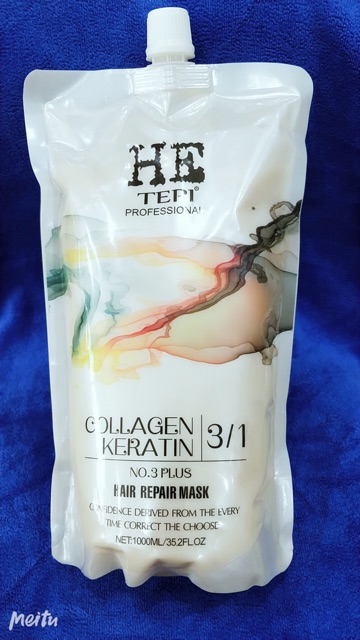 HE
TEPI®
PROFESSIONAL
COLLAGEN
KERATIN
3/1
NO.3 PLUS
HAIR REPAIR MASK
CONFIDENCE DERIVED FROM THE EVERY
TIME CORRECT THE CHOOSE
NET:1000ML/35.2FL.OZ
Meitu